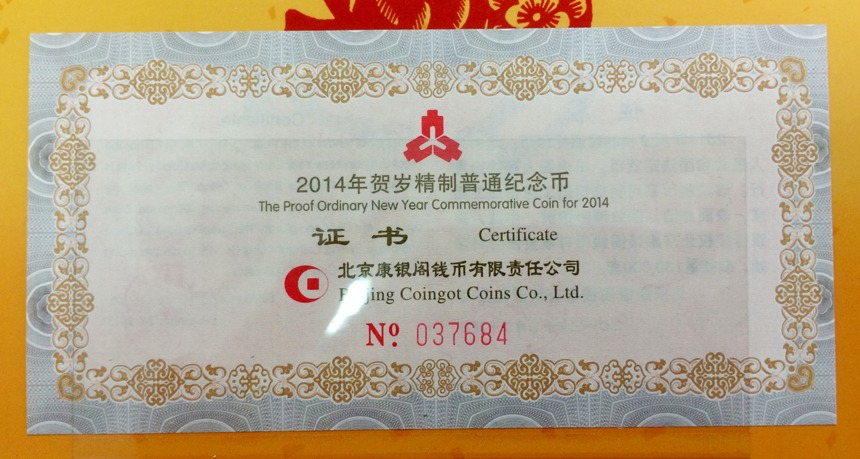 2014年贺岁精制普通纪念币
The Proof Ordinary New Year Commemorative Coin for 2014
证书 Certificate
北京康银阁钱币有限责任公司
Beijing Coingot Coins Co., Ltd.
Nº 037684